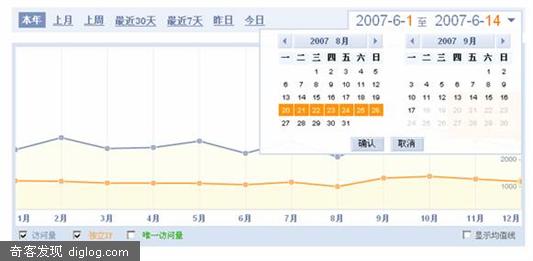 本年 上月 上周 最近30天 最近7天 昨日 今日 2007-6-1 至 2007-6-14
2007 8月 2007 9月
一 二 三 四 五 六 日 一 二 三 四 五 六 日
1 2 3 4 5 1 2
6 7 8 9 10 11 12 3 4 5 6 7 8 9
13 14 15 16 17 18 19 10 11 12 13 14 15 16
20 21 22 23 24 25 26 17 18 19 20 21 22 23
27 28 29 30 31 24 25 26 27 28 29 30
确认 取消
2000
1000
1月 2月 3月 4月 5月 6月 7月 8月 9月 10月 11月 12月
访问量 独立IP 唯一访问量 显示均值线
奇客发现 diglog.com